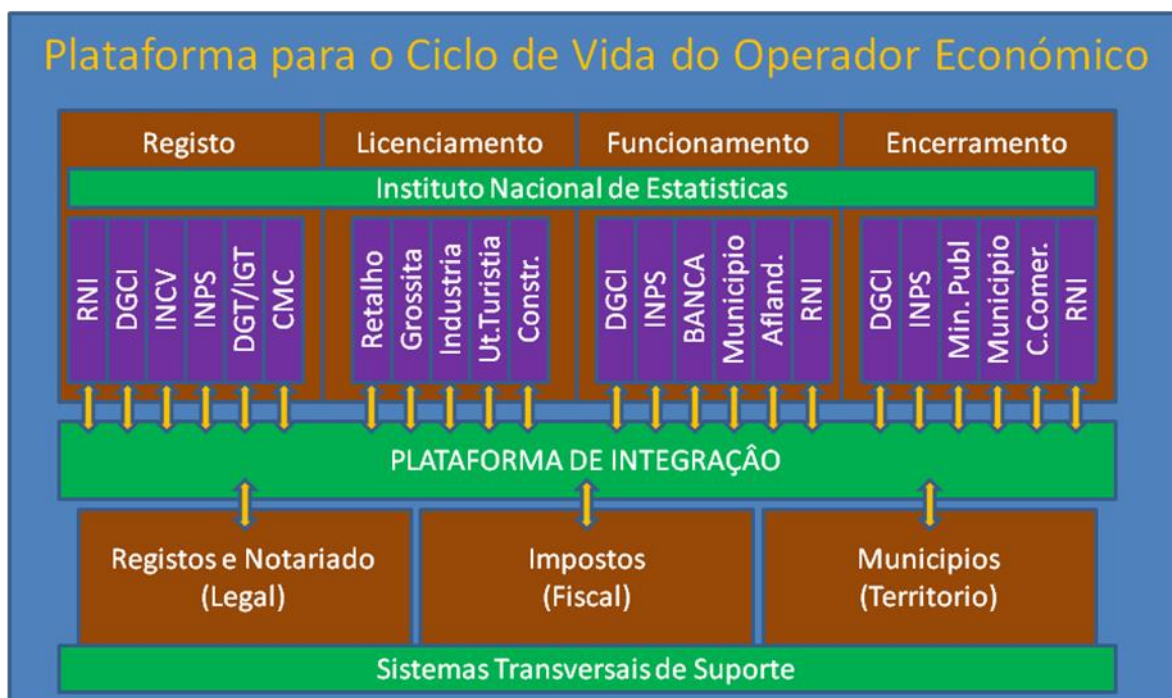 Plataforma para o Ciclo de Vida do Operador Económico
Registo
Licenciamento
Funcionamento
Encerramento
Instituto Nacional de Estatisticas
RNI
DGCI
INCV
INPS
DGT/IGT
CMC
Retalho
Grossita
Industria
Ut.Turistia
Constr.
DGCI
INPS
BANCA
Municipio
Afland.
RNI
DGCI
INPS
Min. Publ
Municipio
C.Comer.
RNI
PLATAFORMA DE INTEGRAÇÂO
Registos e Notariado
(Legal)
Impostos
(Fiscal)
Municipios
(Territorio)
Sistemas Transversais de Suporte